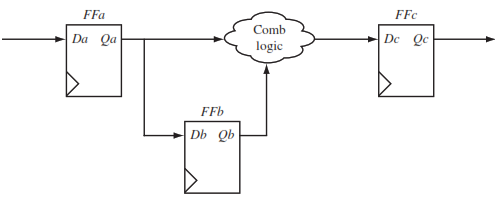 FFa
Da Qa
Comb
logic
FFc
Dc Qc
FFb
Db Qb